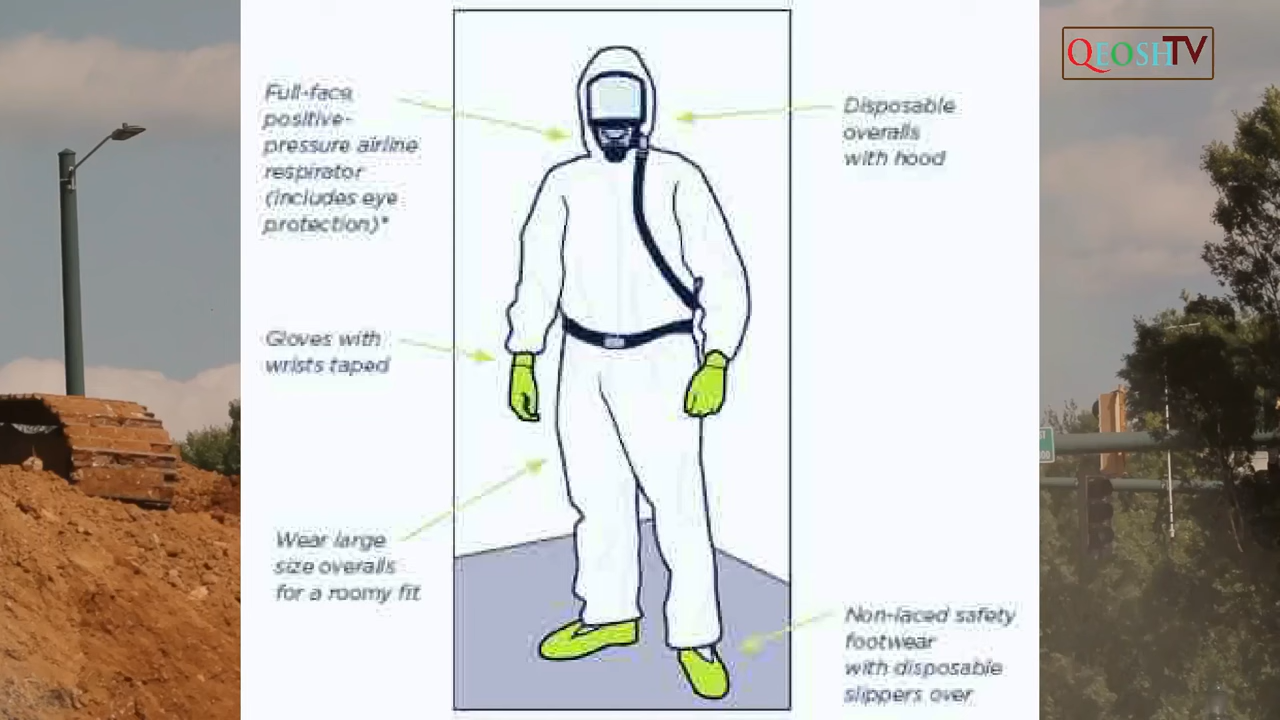 QEOSHTV
Full-face,
positive-
pressure airline
respirator
(includes eye
protection)*
Disposable
overalls
with hood
Gloves with
wrists taped
Wear large
size overalls
for a roomy fit
Non-laced safety
footwear
with disposable
slippers over